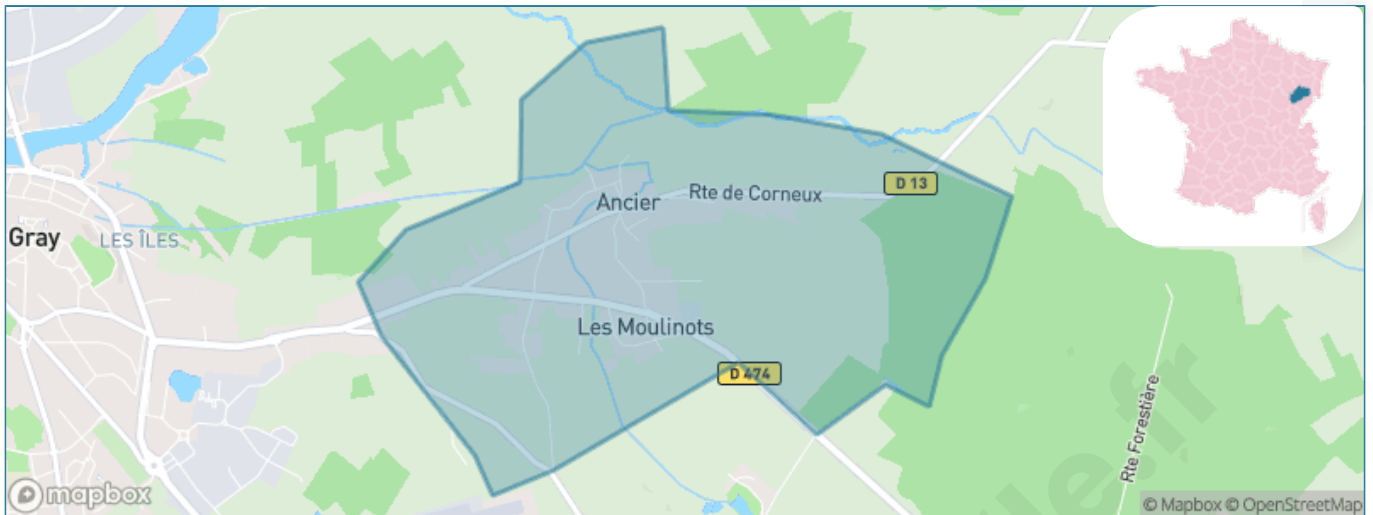 D 13
Rte de Corneux
Ancier
Gray
LES ÎLES
Les Moulinots
D 474
Rte Forestière
mapbox
© Mapbox © OpenStreetMap